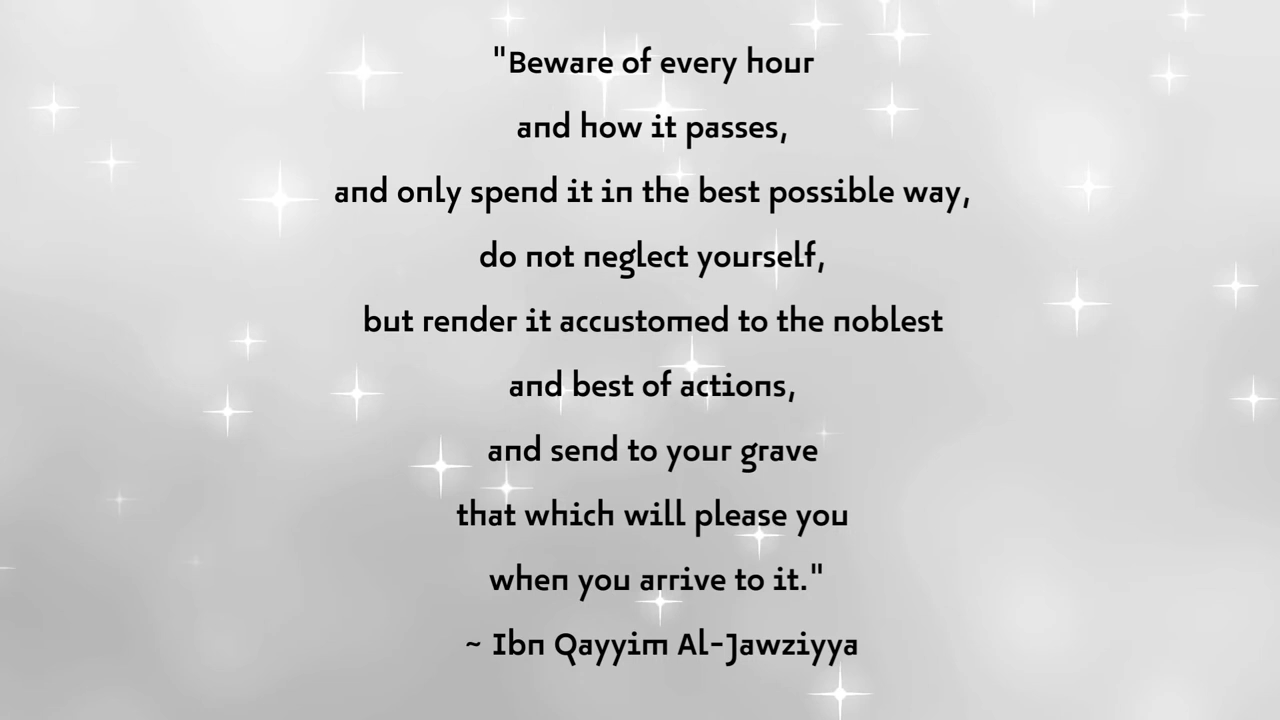 "Beware of every hour
and how it passes,
and only spend it in the best possible way,
do not neglect yourself,
but render it accustomed to the noblest
and best of actions,
and send to your grave
that which will please you
when you arrive to it."
~ Ibn Qayyim Al-Jawziyya